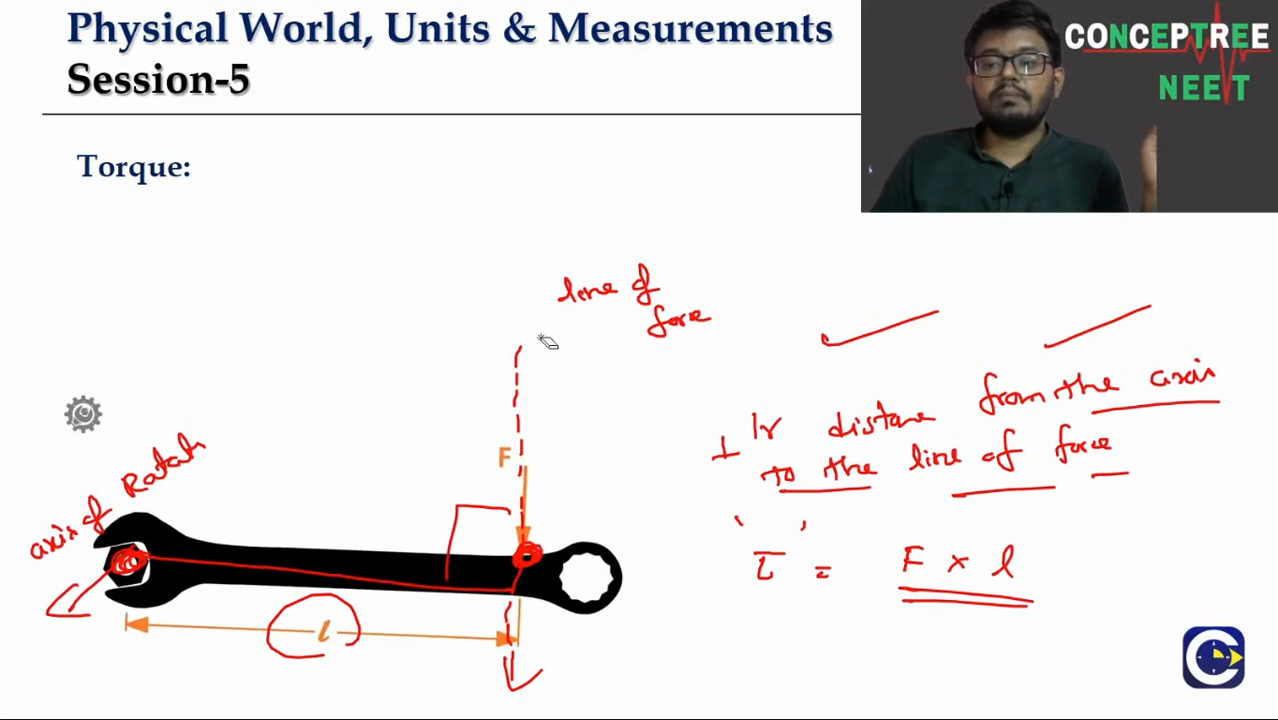 Physical World, Units & Measurements
Session-5
CONCEPTREE
NEET
Torque:
line of
force
F
axis of Rotatn
⊥ lr distane from the axis
to the line of force
τ = F × l
l